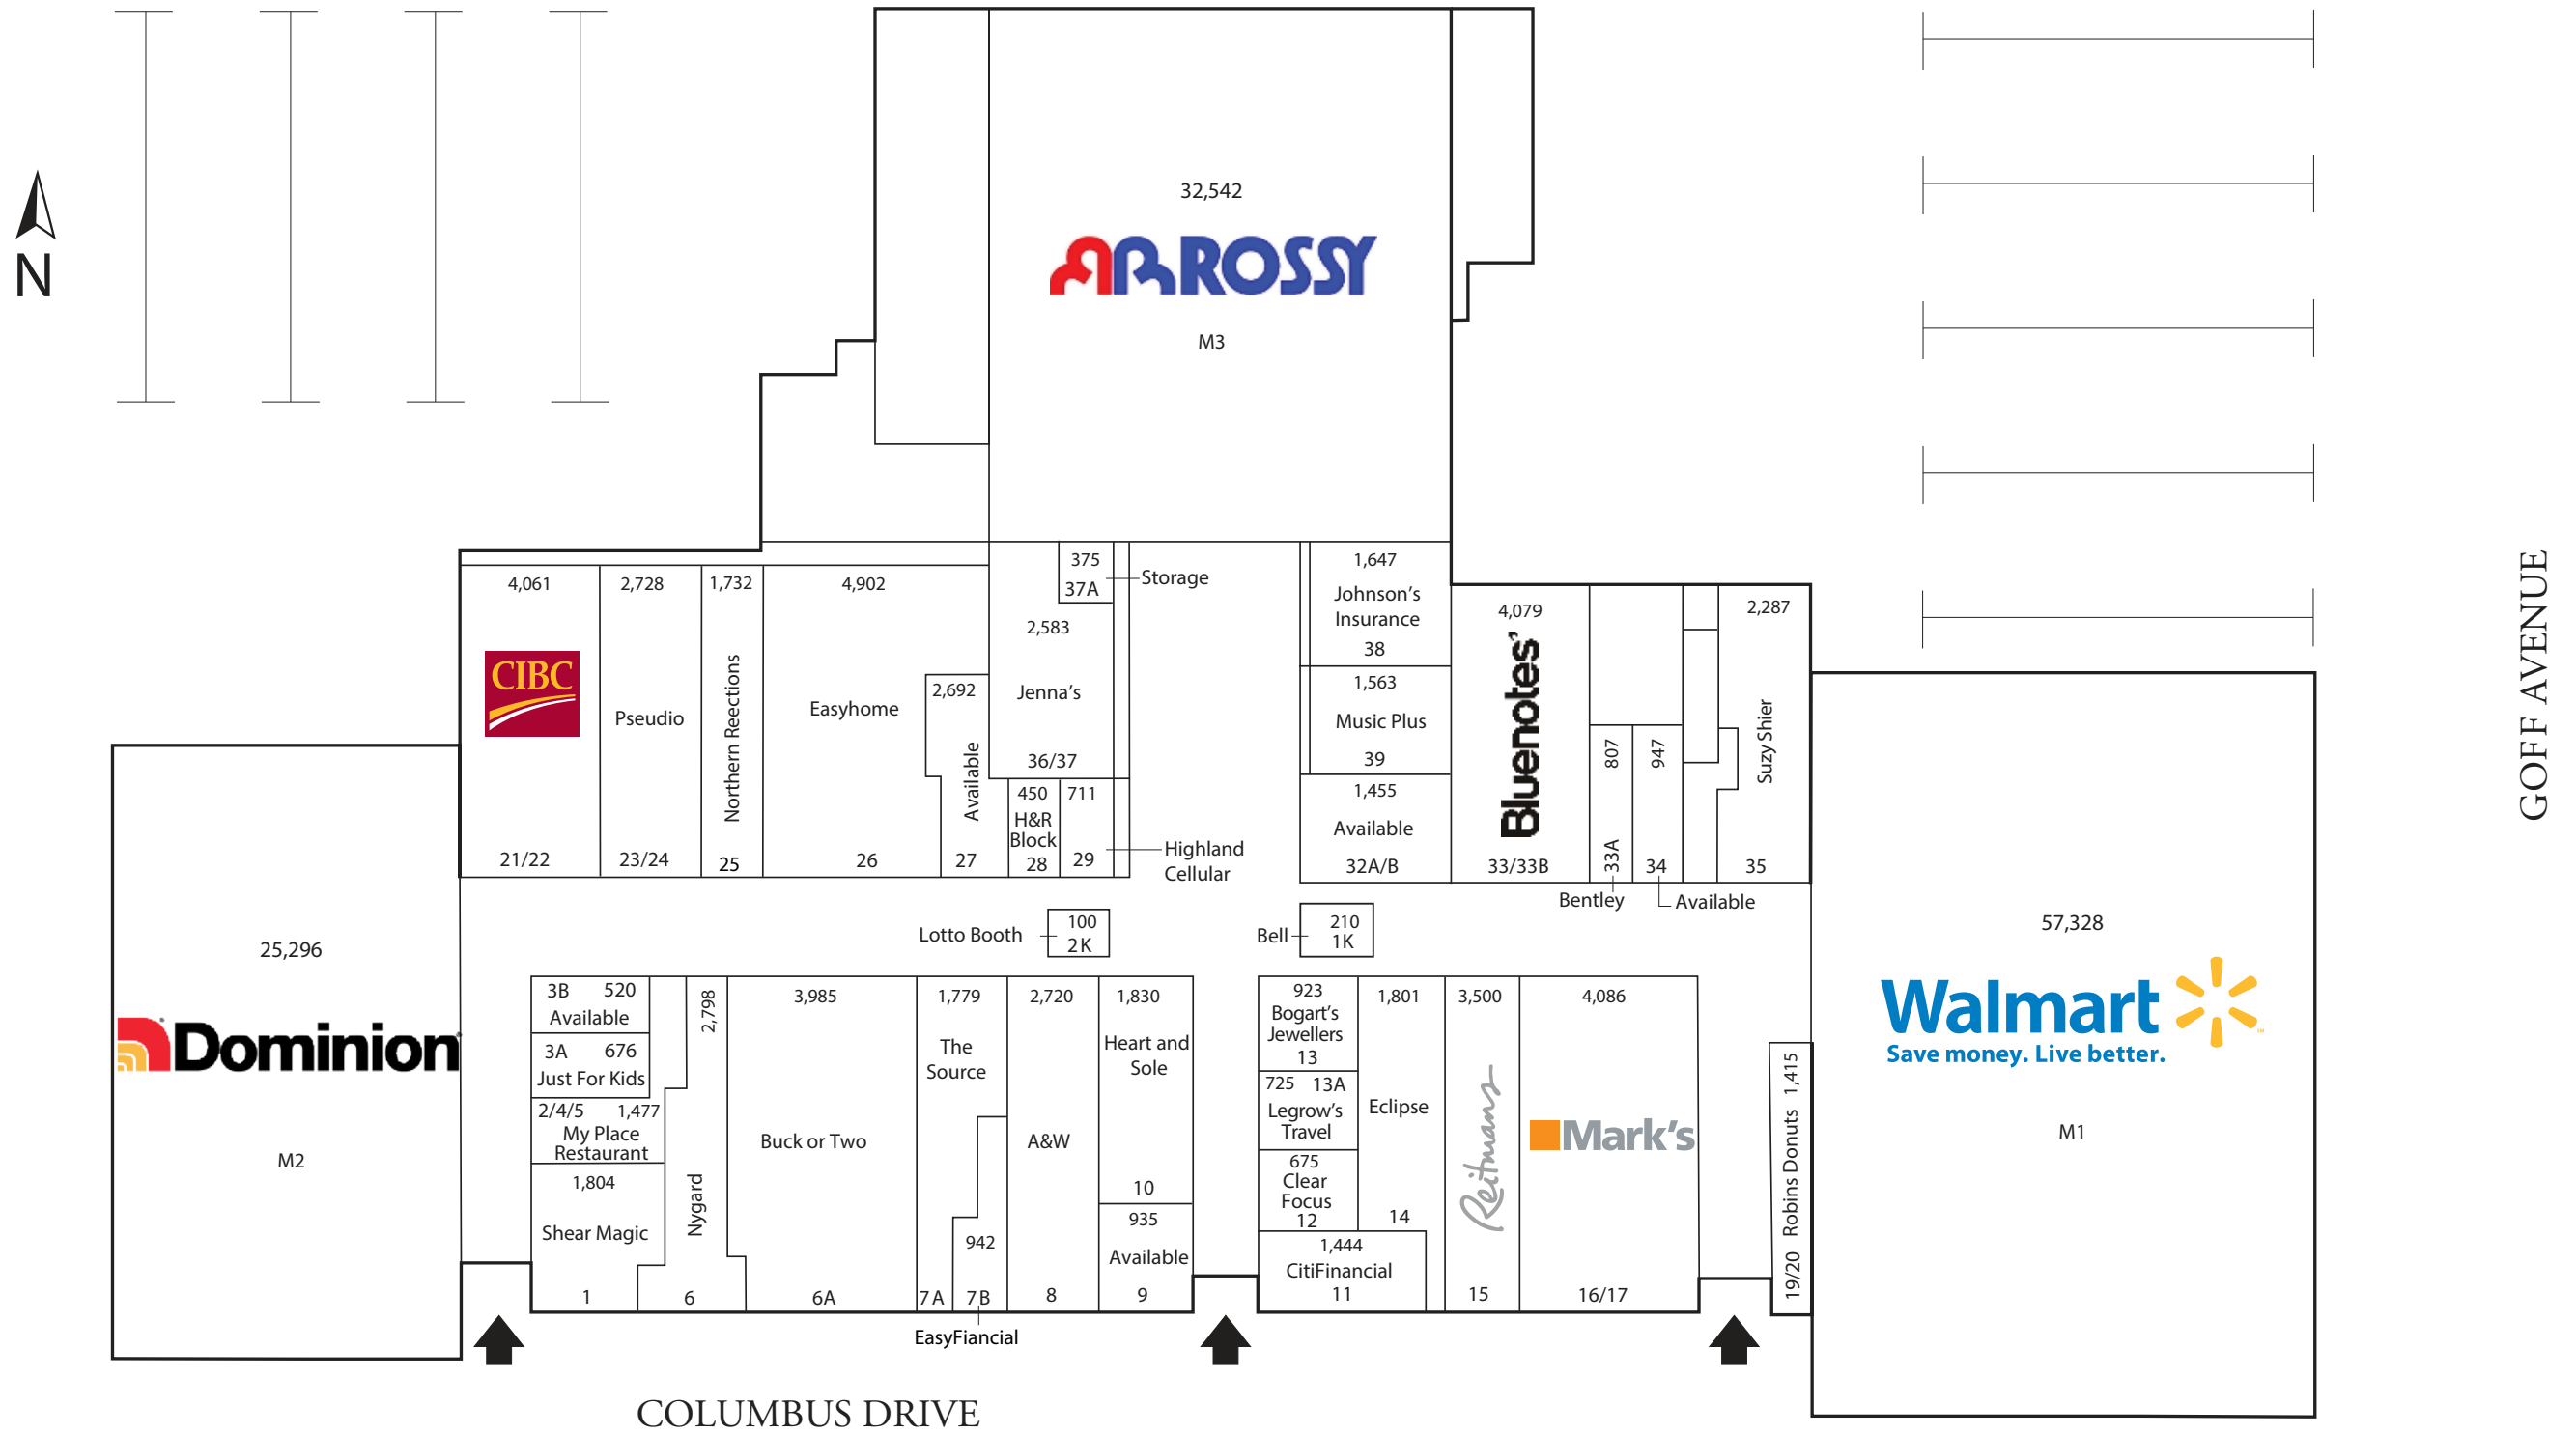 32,542
ROSSY
M3
N
GOFF AVENUE
4,061
CIBC
21/22
2,728
Pseudio
23/24
1,732
Northern Reections
25
4,902
Easyhome
26
2,692
Available
27
375
37A
Storage
2,583
Jenna's
36/37
450
H&R
Block
28
711
29
Highland
Cellular
1,647
Johnson's
Insurance
38
1,563
Music Plus
39
1,455
Available
32A/B
4,079
Bluenotes'
33/33B
807
33A
Bentley
947
34
Available
2,287
Suzy Shier
35
Lotto Booth
100
2K
Bell
210
1K
25,296
Dominion
M2
57,328
Walmart
Save money. Live better.
M1
3B 520
Available
3A 676
Just For Kids
2/4/5 1,477
My Place
Restaurant
1,804
Shear Magic
1
2,798
Nygard
6
3,985
Buck or Two
6A
1,779
The
Source
7A
942
7B
EasyFiancial
2,720
A&W
8
1,830
Heart and
Sole
10
935
Available
9
923
Bogart's
Jewellers
13
725 13A
Legrow's
Travel
675
Clear
Focus
12
1,444
CitiFinancial
11
1,801
Eclipse
14
3,500
Reitmans
15
4,086
Mark's
16/17
19/20 Robins Donuts 1,415
COLUMBUS DRIVE